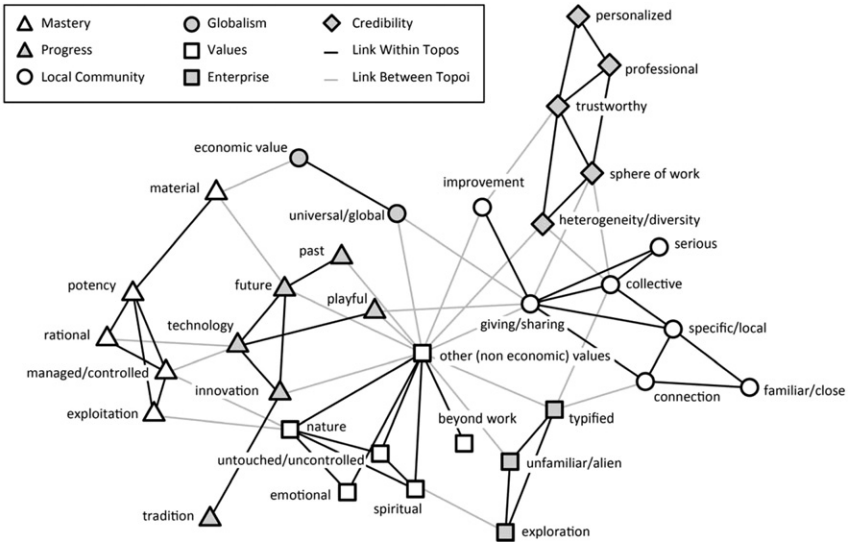 Mastery
Globalism
Credibility
Progress
Values
Link Within Topos
Local Community
Enterprise
Link Between Topoi
personalized
professional
trustworthy
economic value
sphere of work
material
improvement
universal/global
heterogeneity/diversity
serious
past
potency
future
collective
playful
rational
technology
giving/sharing
specific/local
other (non economic) values
managed/controlled
innovation
connection
familiar/close
exploitation
beyond work
typified
nature
untouched/uncontrolled
unfamiliar/alien
emotional
spiritual
tradition
exploration